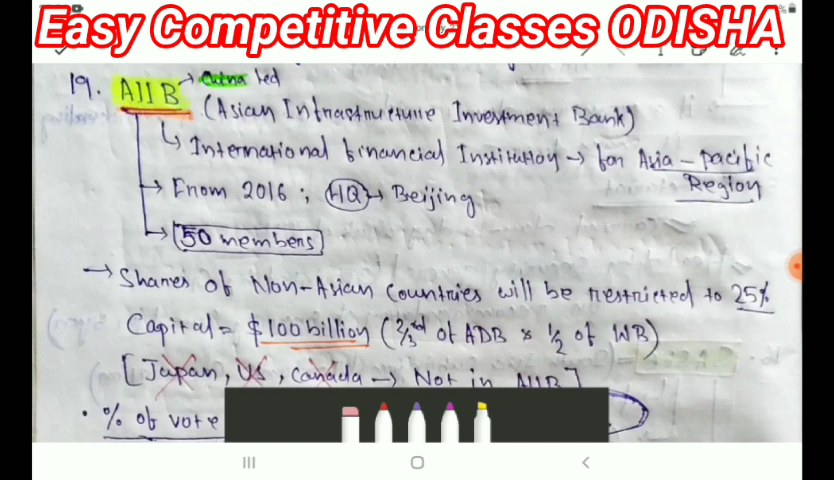 Easy Competitive Classes ODISHA
19. AIIB → China led
(Asian Infrastructure Investment Bank)
↳ International financial Institution → for Asia-pacific Region
→ From 2016 ; HQ → Beijing
→ 50 members
→ Shares of Non-Asian Countries will be restricted to 25%
Capital = $100 billion (2/3rd of ADB & 1/2 of WB)
[Japan, US, Canada → Not in AIIB]
• % of vote